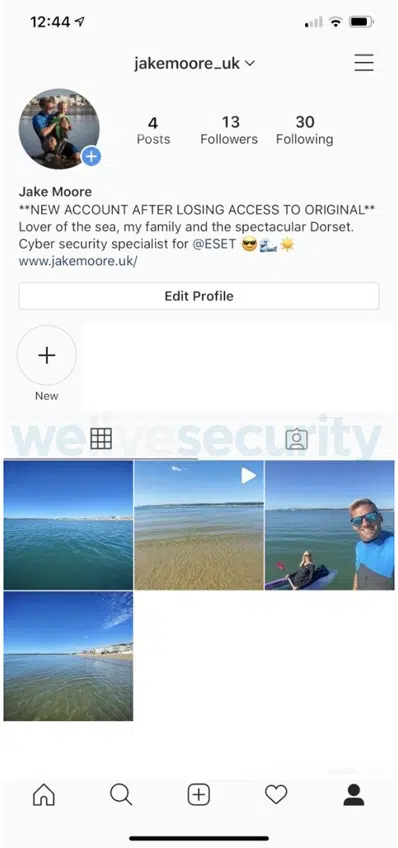 12:44
jakemoore_uk
4 13 30
Posts Followers Following
Jake Moore
**NEW ACCOUNT AFTER LOSING ACCESS TO ORIGINAL**
Lover of the sea, my family and the spectacular Dorset.
Cyber security specialist for @ESET 😎🌊☀️
www.jakemoore.uk/
Edit Profile
New
welivesecurity